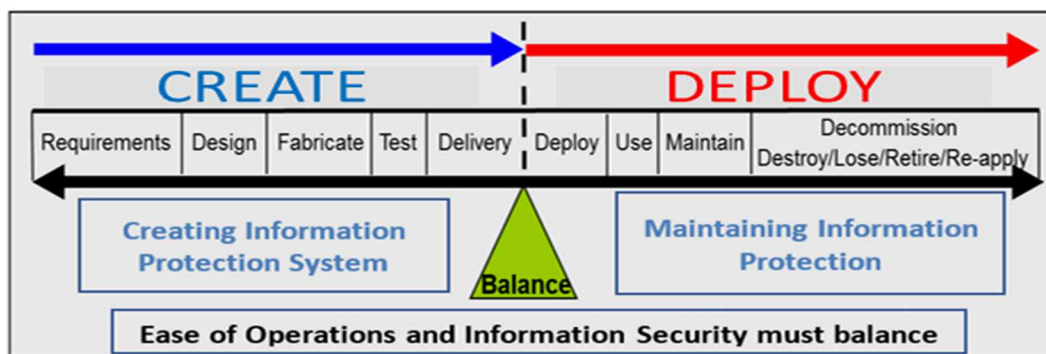 CREATE
DEPLOY
Requirements
Design
Fabricate
Test
Delivery
Deploy
Use
Maintain
Decommission
Destroy/Lose/Retire/Re-apply
Creating Information
Protection System
Balance
Maintaining Information
Protection
Ease of Operations and Information Security must balance